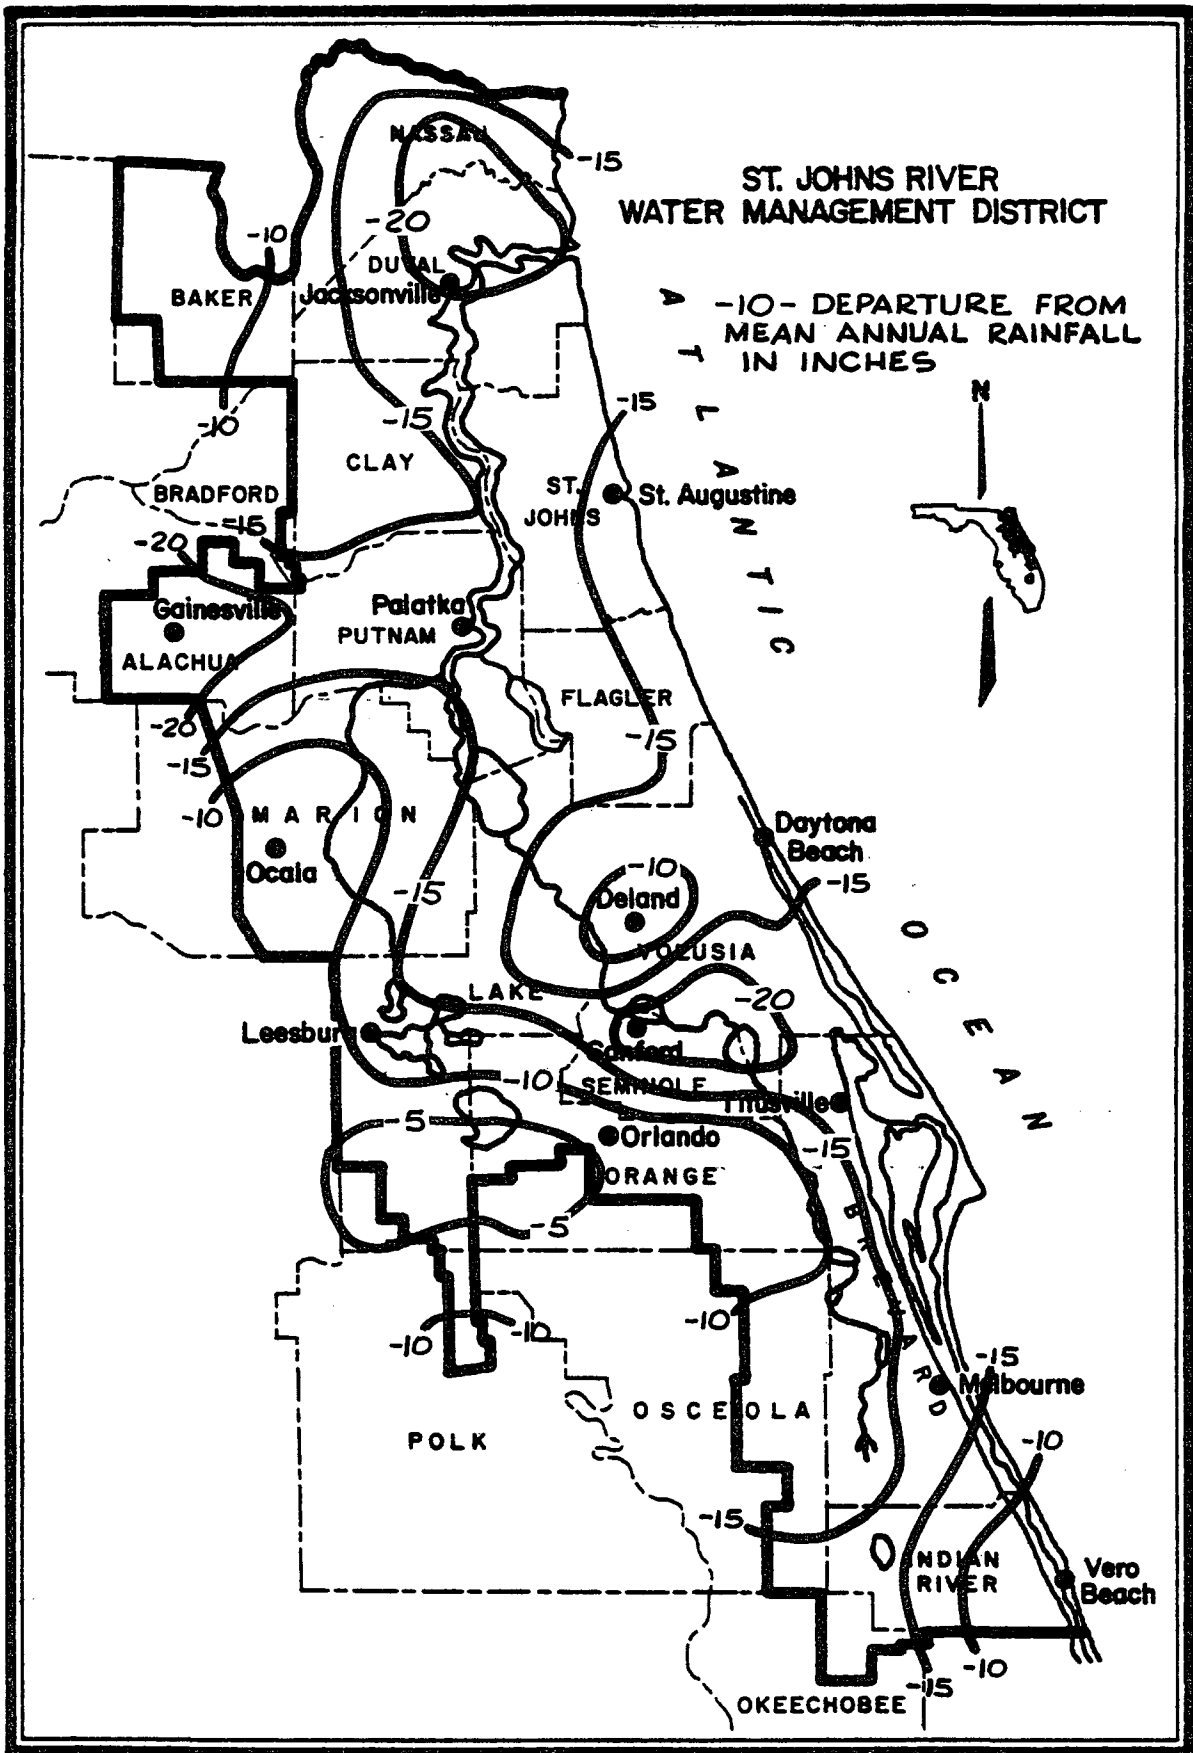 NASSAU
-15
ST. JOHNS RIVER
WATER MANAGEMENT DISTRICT
-20
-10
DUVAL
BAKER
Jacksonville
-10- DEPARTURE FROM
MEAN ANNUAL RAINFALL
IN INCHES
ATLANTIC
N
-15
-15
-10
CLAY
BRADFORD
ST.
JOHNS
St. Augustine
-15
-20
Gainesville
Palatka
PUTNAM
ALACHUA
FLAGLER
-20
-15
-15
-10
MARION
Daytona
Beach
Ocala
-10
-15
-15
Deland
OCEAN
VOLUSIA
LAKE
-20
Leesburg
Sanford
-10
SEMINOLE
Titusville
-5
Orlando
-15
ORANGE
BREVARD
-5
-10
-10
-10
-15
Melbourne
OSCEOLA
POLK
-10
-15
INDIAN
RIVER
Vero
Beach
-10
-15
OKEECHOBEE